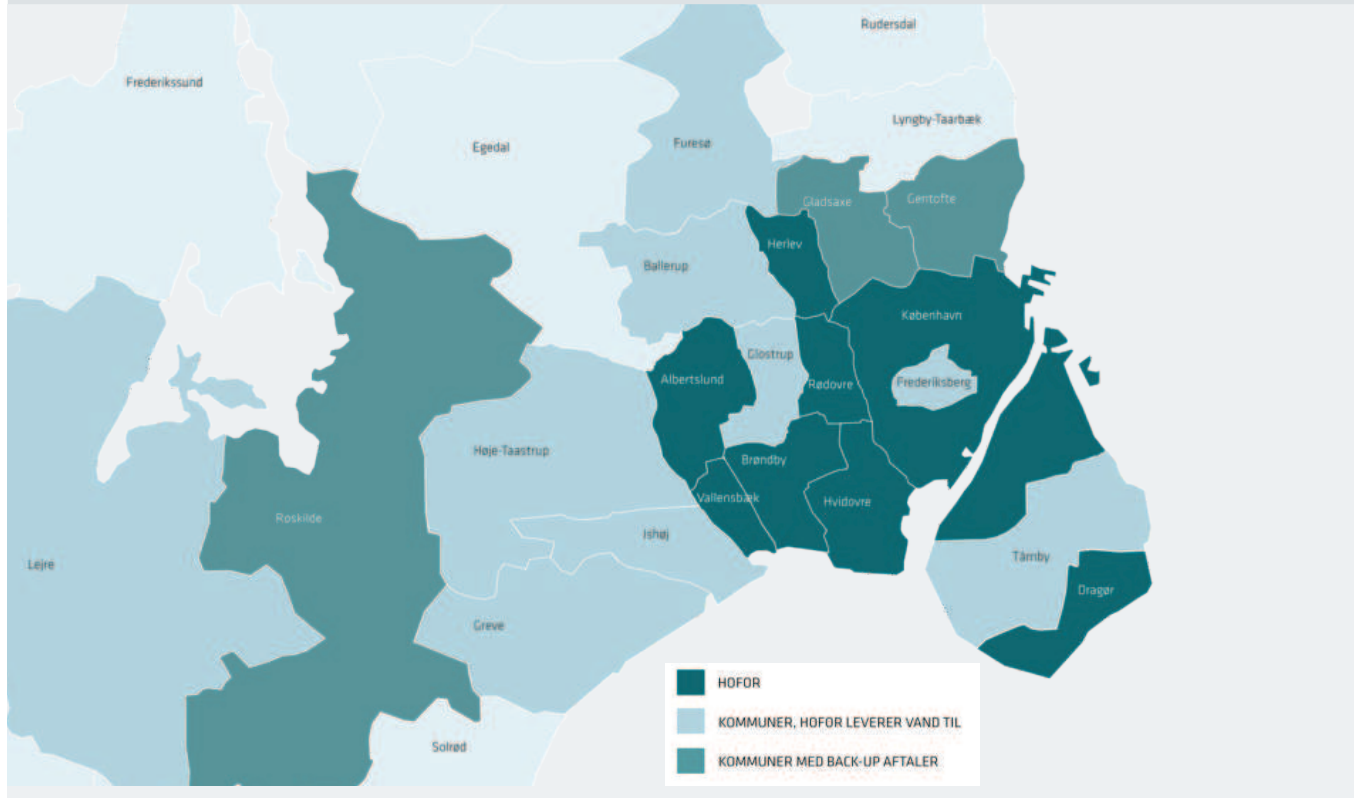 Rudersdal
Frederikssund
Lyngby-Taarbæk
Egedal
Furesø
Gladsaxe
Gentofte
Herlev
Ballerup
København
Glostrup
Albertslund
Rødovre
Frederiksberg
Høje-Taastrup
Brøndby
Vallensbæk
Hvidovre
Roskilde
Ishøj
Lejre
Tårnby
Dragør
Greve
HOFOR
KOMMUNER, HOFOR LEVERER VAND TIL
Solrød
KOMMUNER MED BACK-UP AFTALER